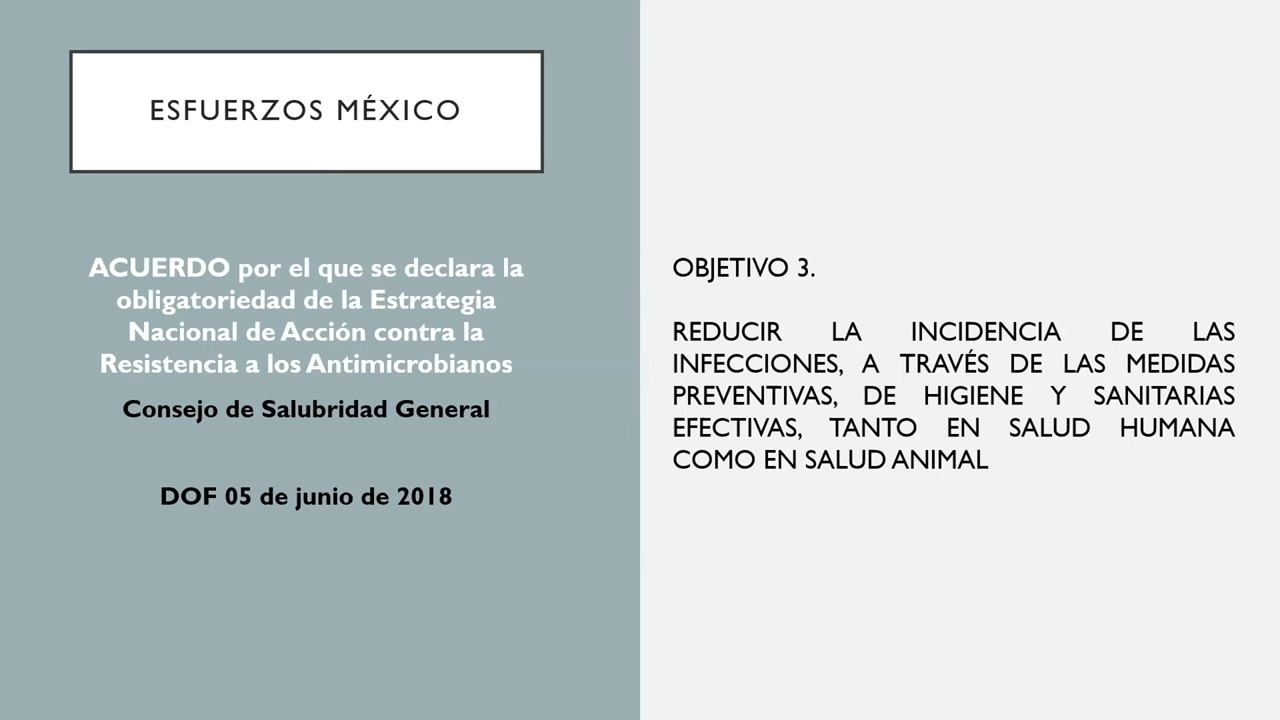 ESFUERZOS MÉXICO
ACUERDO por el que se declara la
obligatoriedad de la Estrategia
Nacional de Acción contra la
Resistencia a los Antimicrobianos
Consejo de Salubridad General
DOF 05 de junio de 2018
OBJETIVO 3.
REDUCIR LA INCIDENCIA DE LAS
INFECCIONES, A TRAVÉS DE LAS MEDIDAS
PREVENTIVAS, DE HIGIENE Y SANITARIAS
EFECTIVAS, TANTO EN SALUD HUMANA
COMO EN SALUD ANIMAL